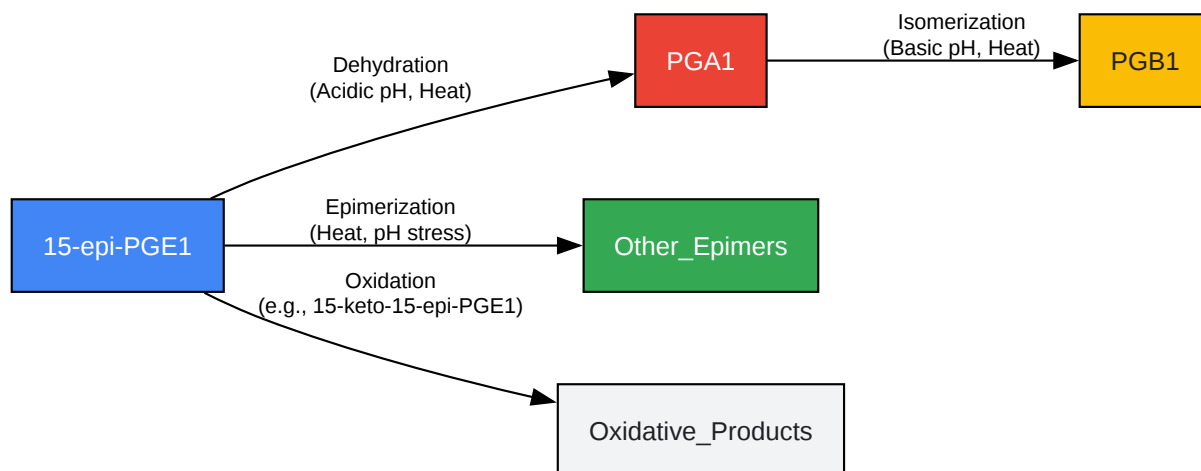 Dehydration
(Acidic pH, Heat)
PGA1
Isomerization
(Basic pH, Heat)
PGB1
15-epi-PGE1
Epimerization
(Heat, pH stress)
Other_Epimers
Oxidation
(e.g., 15-keto-15-epi-PGE1)
Oxidative_Products